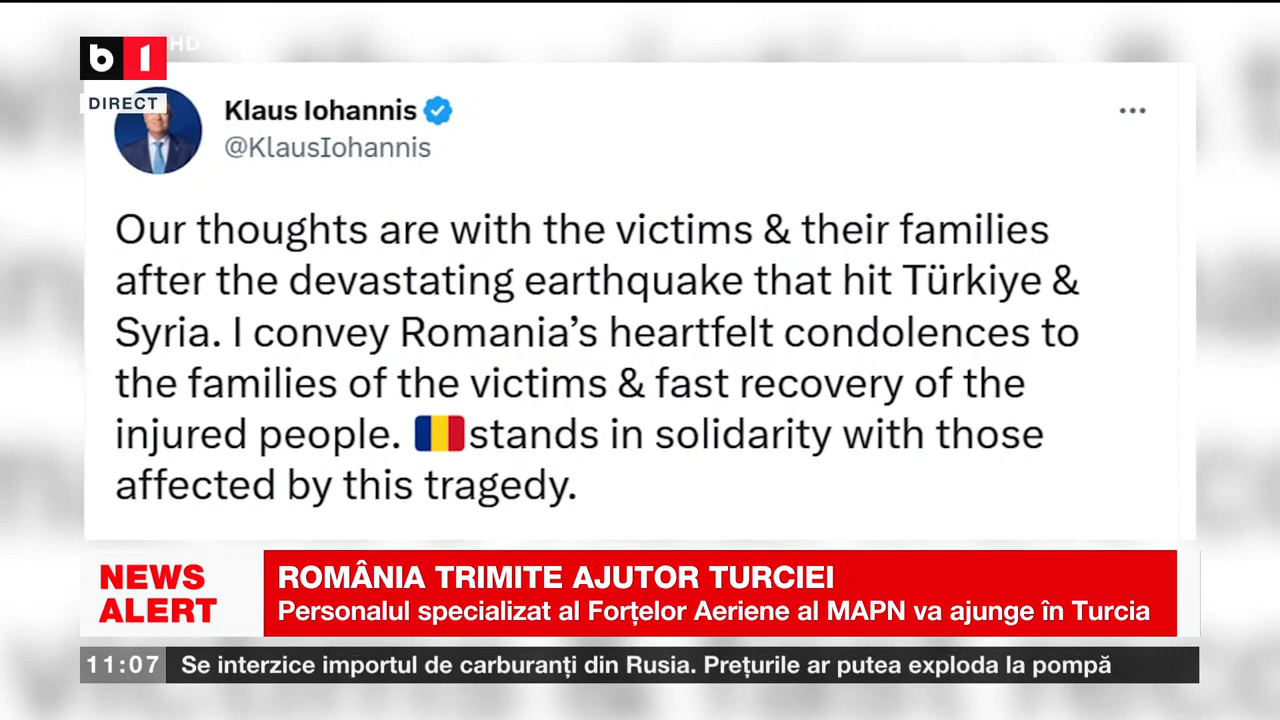 b 1 HD
DIRECT
Klaus Iohannis
@KlausIohannis
Our thoughts are with the victims & their families
after the devastating earthquake that hit Türkiye &
Syria. I convey Romania’s heartfelt condolences to
the families of the victims & fast recovery of the
injured people. 🇷🇴stands in solidarity with those
affected by this tragedy.
NEWS
ALERT
ROMÂNIA TRIMITE AJUTOR TURCIEI
Personalul specializat al Forțelor Aeriene al MAPN va ajunge în Turcia
11:07 Se interzice importul de carburanți din Rusia. Prețurile ar putea exploda la pompă